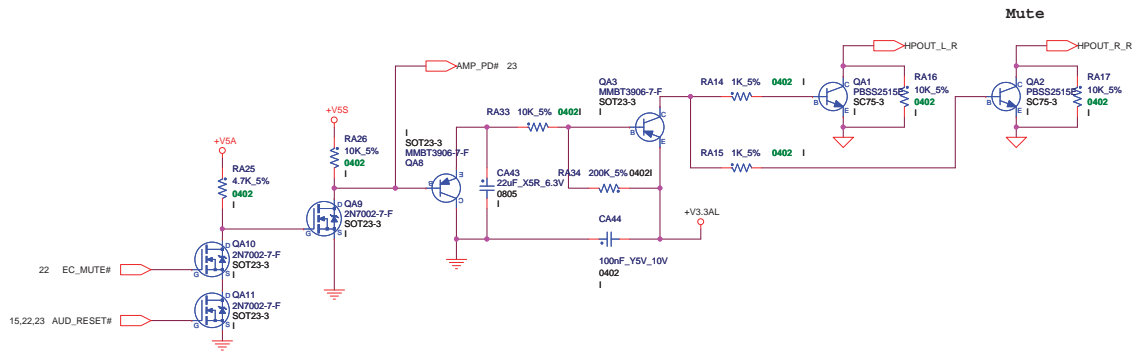 Mute
HPOUT_L_R
HPOUT_R_R
AMP_PD# 23
QA3
MMBT3906-7-F
SOT23-3
I
RA14 1K_5% 0402 I
QA1
PBSS2515E
SC75-3
I
RA16
10K_5%
0402
I
QA2
PBSS2515E
SC75-3
I
RA17
10K_5%
0402
I
C
B
E
C
B
E
C
B
E
+V5S
RA26
10K_5%
0402
I
RA33 10K_5% 0402I
I
SOT23-3
MMBT3906-7-F
QA8
E
B
C
+V5A
RA25
4.7K_5%
0402
I
CA43
22uF_X5R_6.3V
0805
I
RA34 200K_5% 0402I
RA15 1K_5% 0402 I
QA9
2N7002-7-F
SOT23-3
I
D
G
S
CA44
100nF_Y5V_10V
0402
I
+V3.3AL
QA10
2N7002-7-F
SOT23-3
I
D
G
S
22 EC_MUTE#
QA11
2N7002-7-F
SOT23-3
I
D
G
S
15,22,23 AUD_RESET#